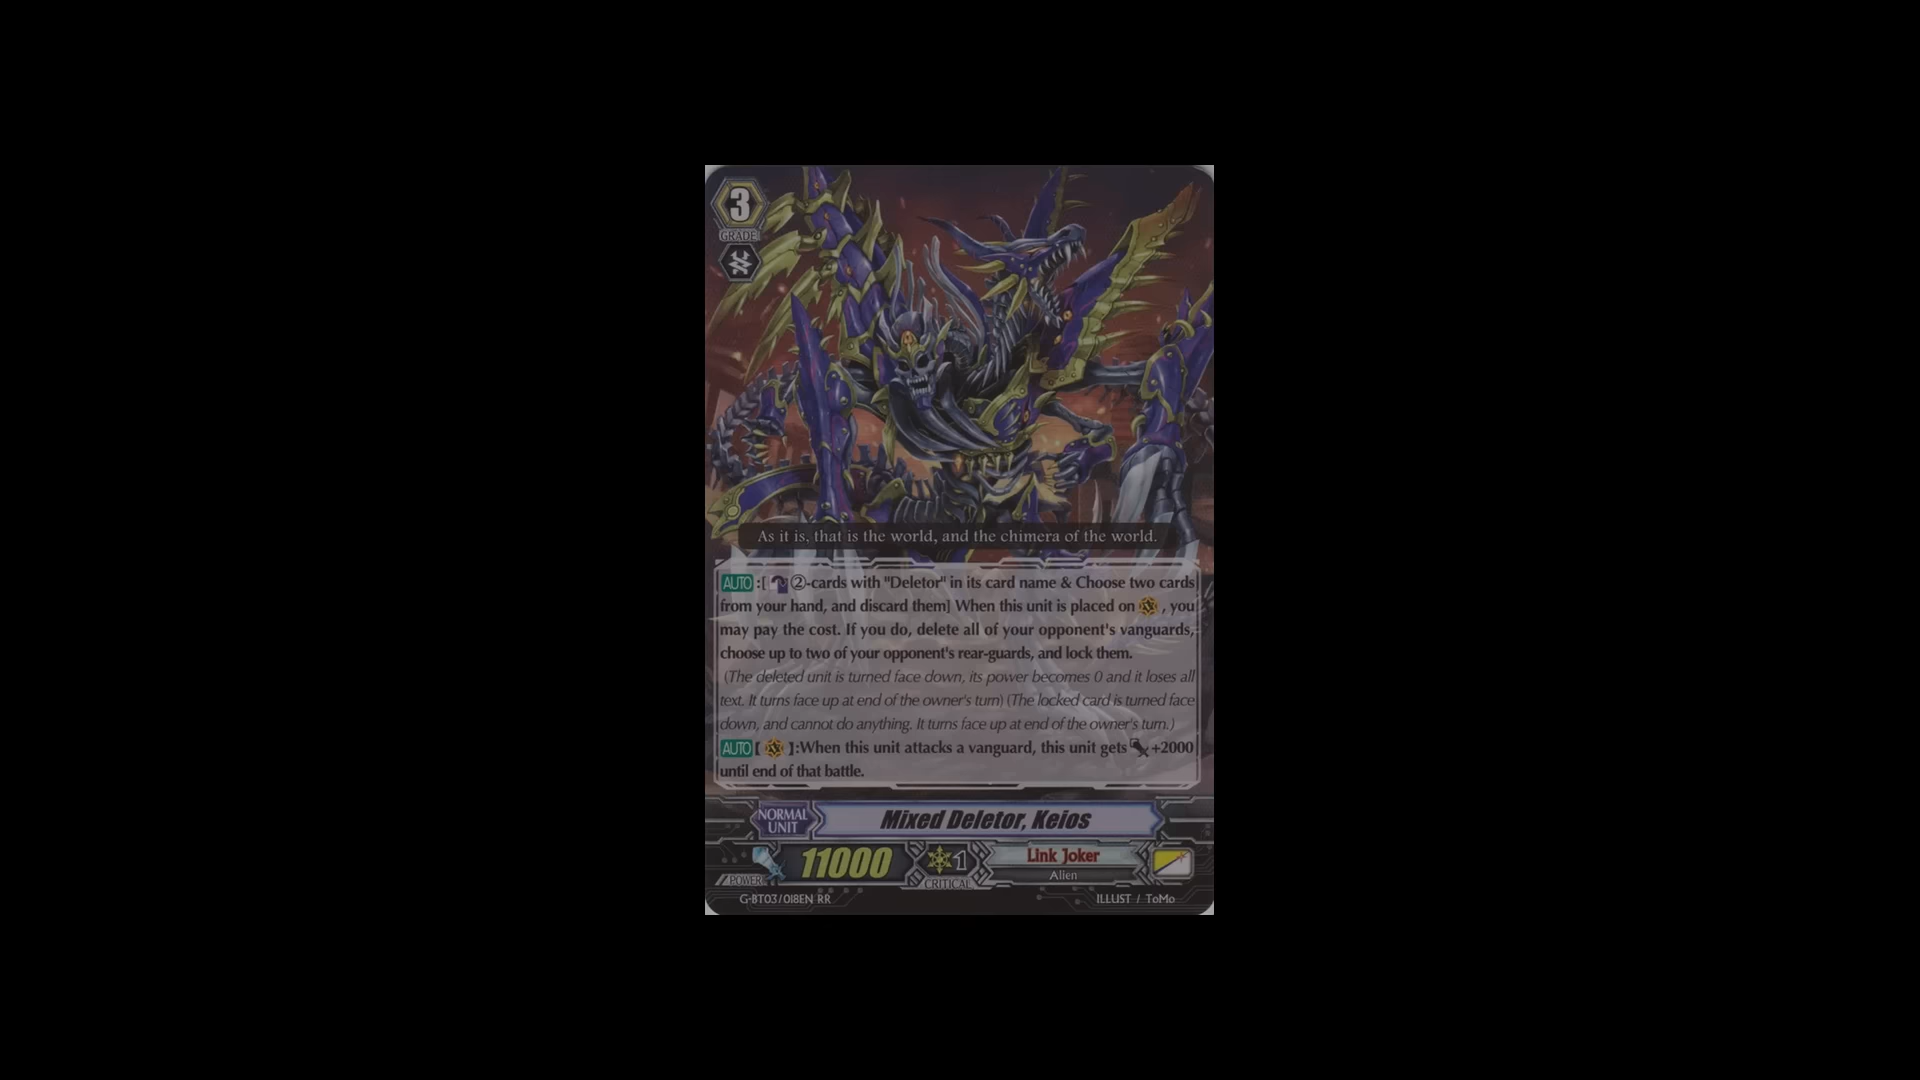 3
GRADE
As it is, that is the world, and the chimera of the world.
AUTO:[②-cards with "Deletor" in its card name & Choose two cards
from your hand, and discard them] When this unit is placed on , you
may pay the cost. If you do, delete all of your opponent's vanguards,
choose up to two of your opponent's rear-guards, and lock them.
(The deleted unit is turned face down, its power becomes 0 and it loses all
text. It turns face up at end of the owner's turn) (The locked card is turned face
down, and cannot do anything. It turns face up at end of the owner's turn.)
AUTO[ ]:When this unit attacks a vanguard, this unit gets +2000
until end of that battle.
NORMAL
UNIT
Mixed Deletor, Keios
POWER
11000
1
CRITICAL
Link Joker
Alien
G-BT03/018EN RR
ILLUST / ToMo